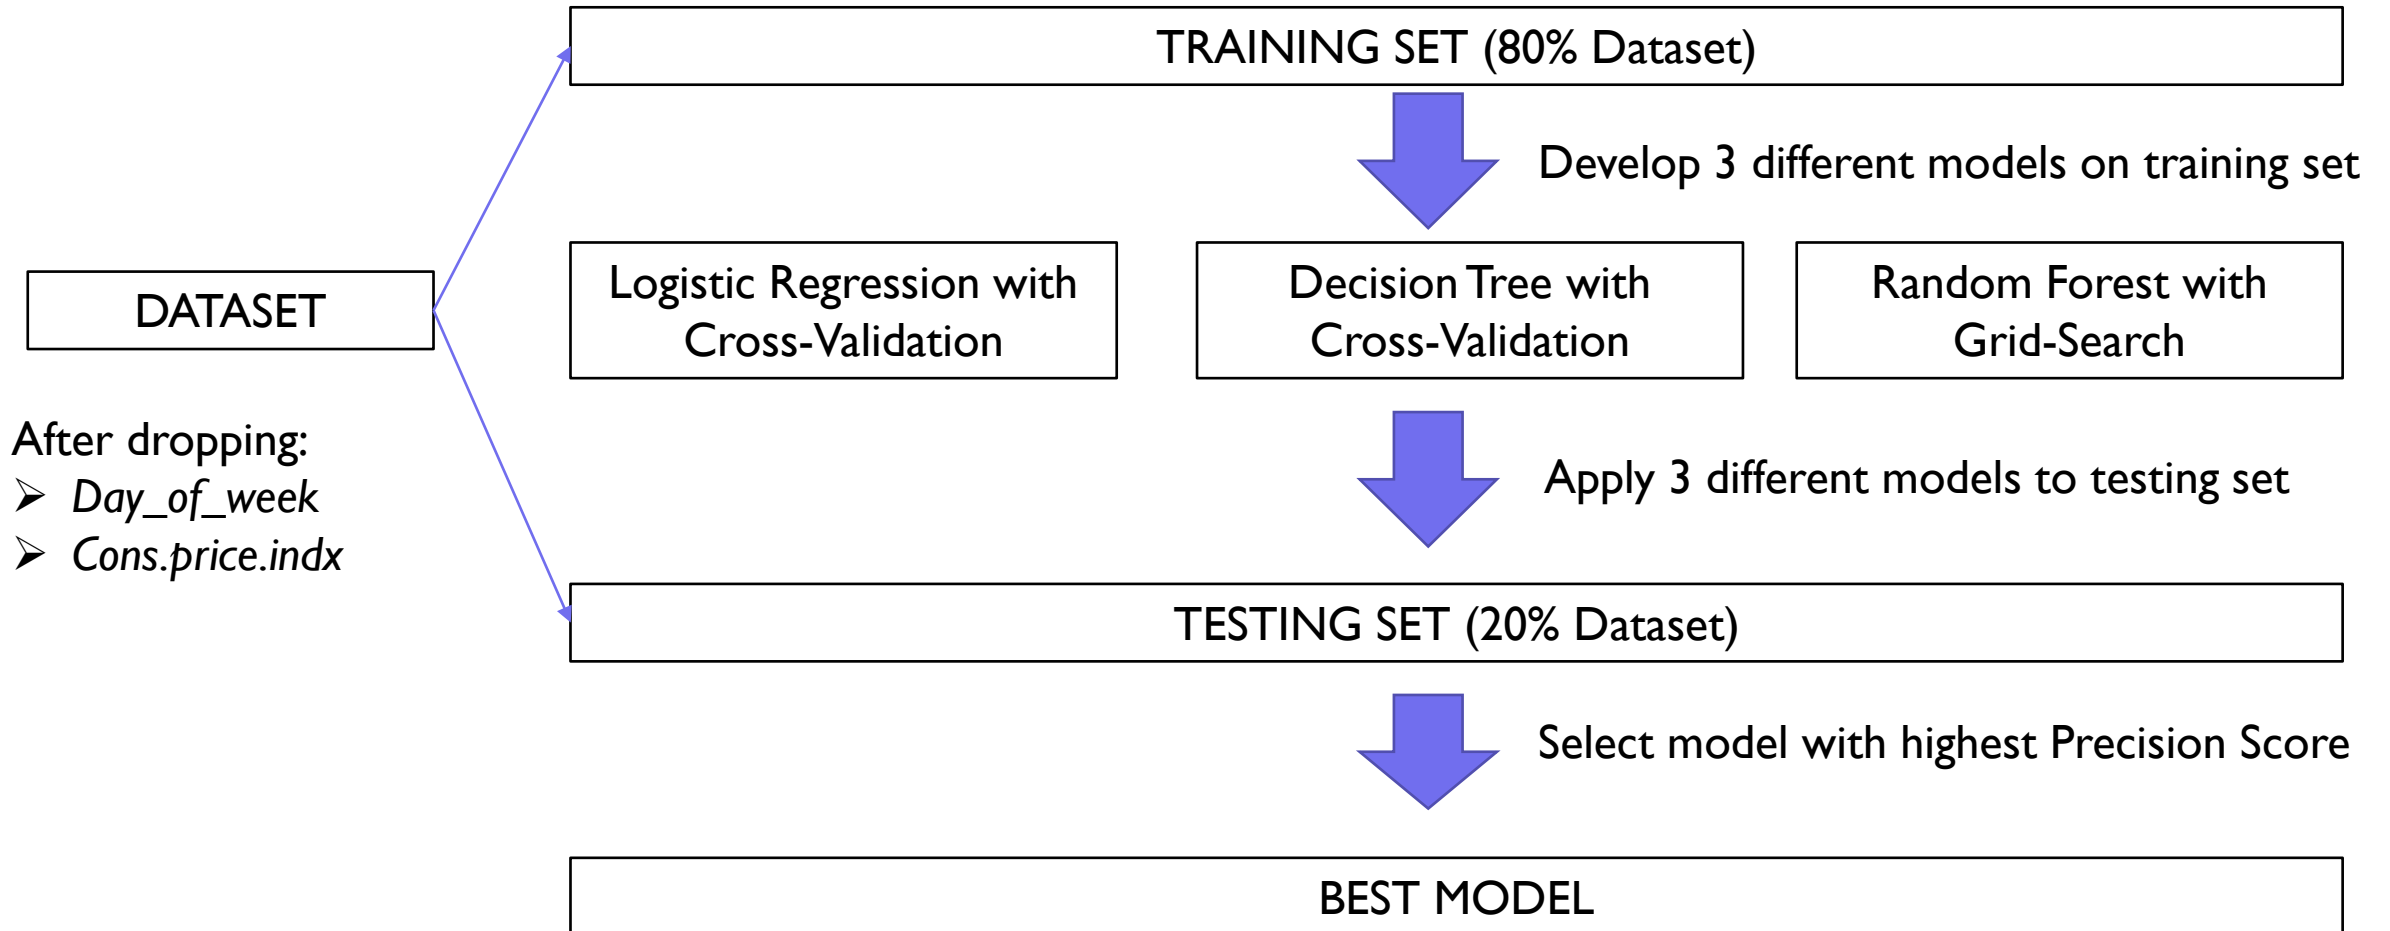 TRAINING SET (80% Dataset)
Develop 3 different models on training set
DATASET
After dropping:
➢ Day_of_week
➢ Cons.price.indx
Logistic Regression with
Cross-Validation
Decision Tree with
Cross-Validation
Random Forest with
Grid-Search
Apply 3 different models to testing set
TESTING SET (20% Dataset)
Select model with highest Precision Score
BEST MODEL